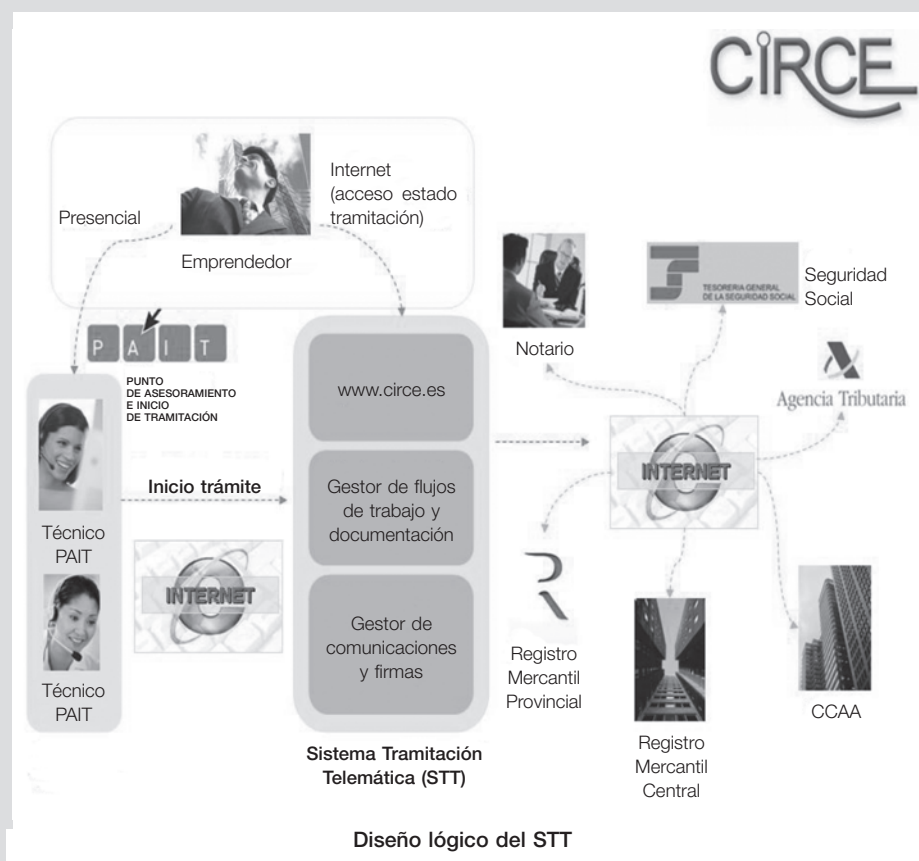 CIRCE
Internet
(acceso estado
tramitación)
Presencial
Emprendedor
PAIT
PUNTO
DE ASESORAMIENTO
E INICIO
DE TRAMITACIÓN
Técnico
PAIT
Técnico
PAIT
Inicio trámite
INTERNET
www.circe.es
Gestor de flujos
de trabajo y
documentación
Gestor de
comunicaciones
y firmas
Sistema Tramitación
Telemática (STT)
Notario
TESORERIA GENERAL
DE LA SEGURIDAD SOCIAL
Seguridad
Social
Agencia Tributaria
INTERNET
Registro
Mercantil
Provincial
Registro
Mercantil
Central
CCAA
Diseño lógico del STT